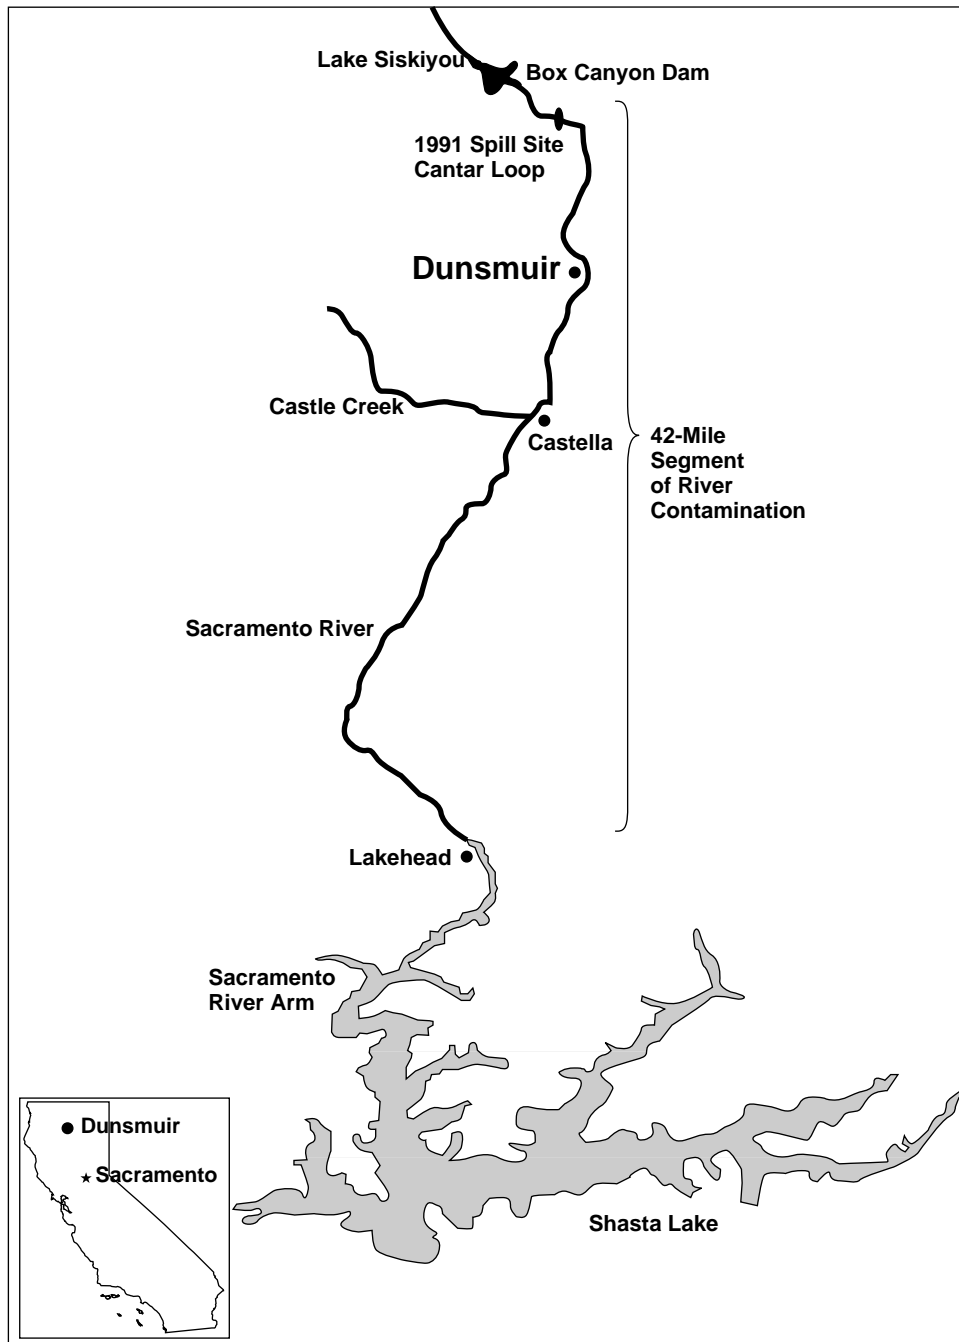 Lake Siskiyou
Box Canyon Dam
1991 Spill Site
Cantar Loop
Dunsmuir
Castle Creek
Castella
42-Mile
Segment
of River
Contamination
Sacramento River
Lakehead
Sacramento
River Arm
Dunsmuir
Sacramento
Shasta Lake